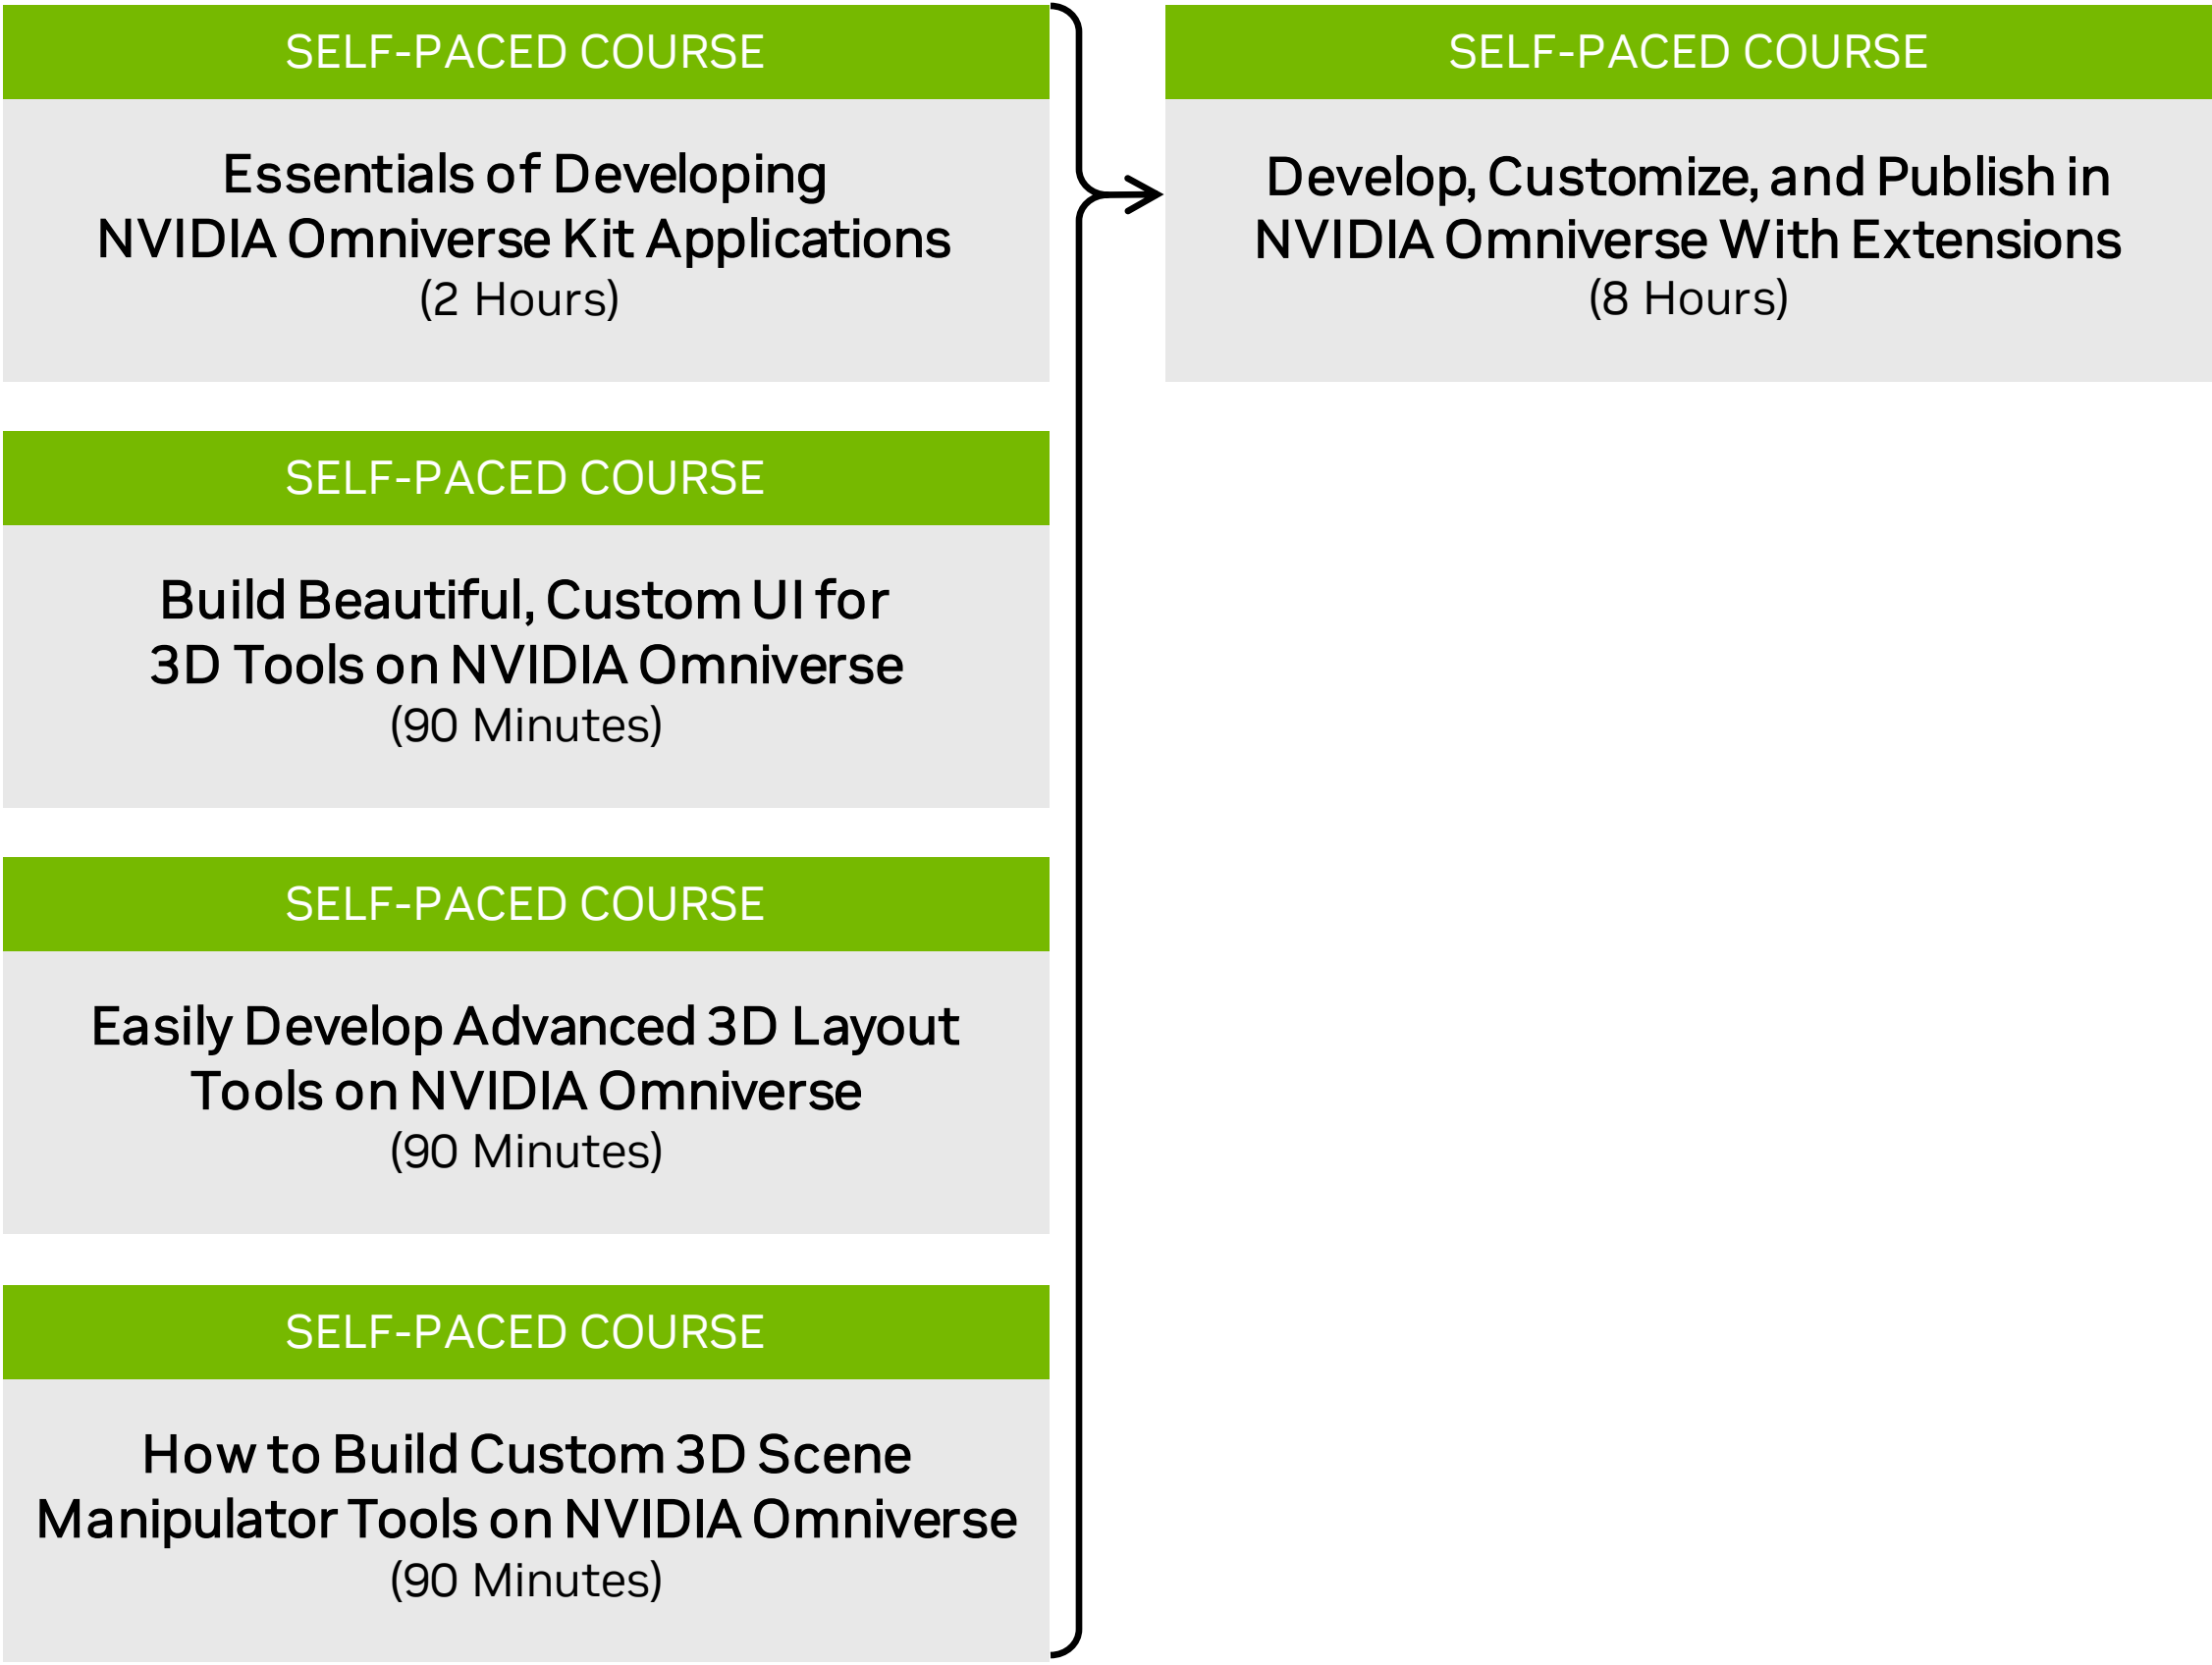 SELF-PACED COURSE
Essentials of Developing
NVIDIA Omniverse Kit Applications
(2 Hours)
SELF-PACED COURSE
Build Beautiful, Custom UI for
3D Tools on NVIDIA Omniverse
(90 Minutes)
SELF-PACED COURSE
Easily Develop Advanced 3D Layout
Tools on NVIDIA Omniverse
(90 Minutes)
SELF-PACED COURSE
How to Build Custom 3D Scene
Manipulator Tools on NVIDIA Omniverse
(90 Minutes)
SELF-PACED COURSE
Develop, Customize, and Publish in
NVIDIA Omniverse With Extensions
(8 Hours)